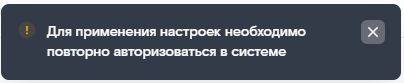 Для применения настроек необходимо
повторно авторизоваться в системе